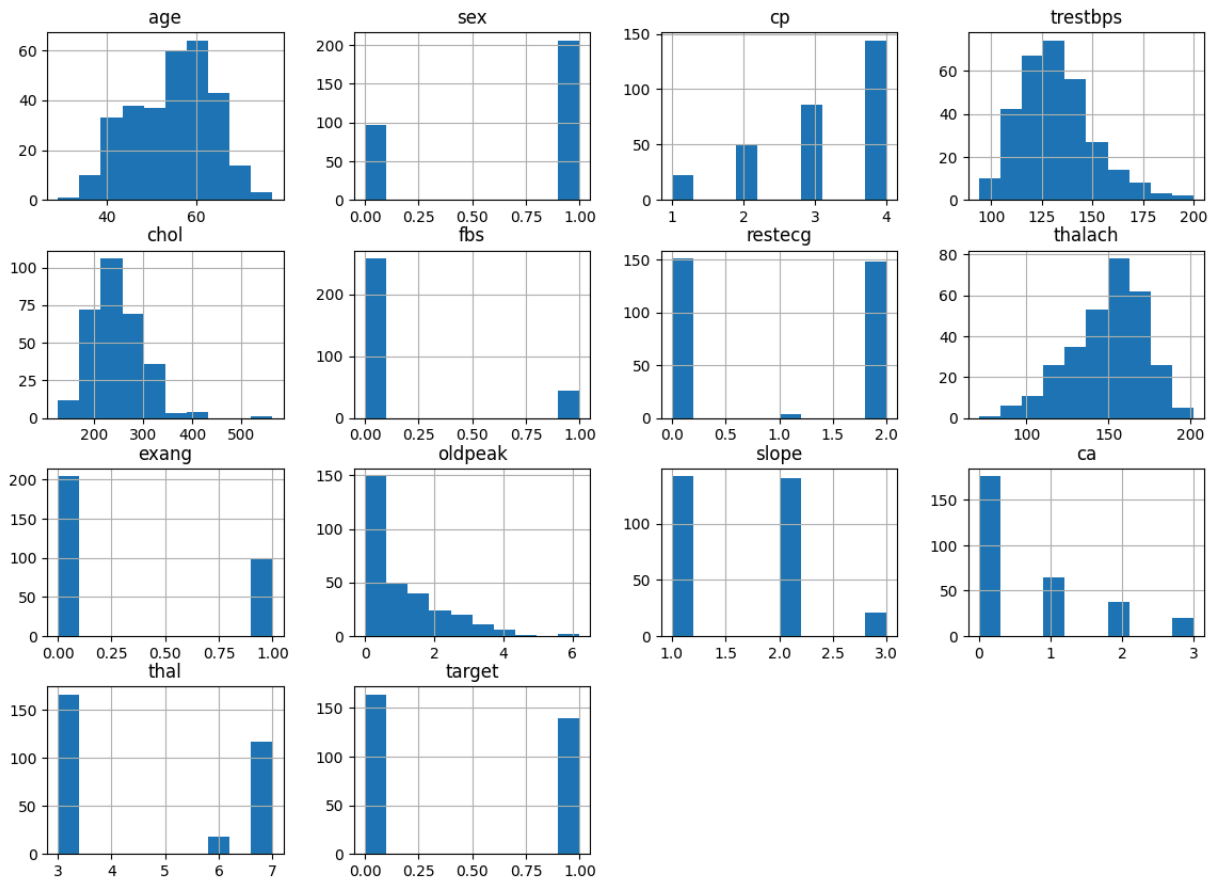 age
60
40
20
0
40 60
sex
200
150
100
50
0
0.00 0.25 0.50 0.75 1.00
cp
150
100
50
0
1 2 3 4
trestbps
60
40
20
0
100 125 150 175 200
chol
100
75
50
25
0
200 300 400 500
fbs
200
100
0
0.00 0.25 0.50 0.75 1.00
restecg
150
100
50
0
0.0 0.5 1.0 1.5 2.0
thalach
80
60
40
20
0
100 150 200
exang
200
150
100
50
0
0.00 0.25 0.50 0.75 1.00
oldpeak
150
100
50
0
0 2 4 6
slope
100
50
0
1.0 1.5 2.0 2.5 3.0
ca
150
100
50
0
0 1 2 3
thal
150
100
50
0
3 4 5 6 7
target
150
100
50
0
0.00 0.25 0.50 0.75 1.00